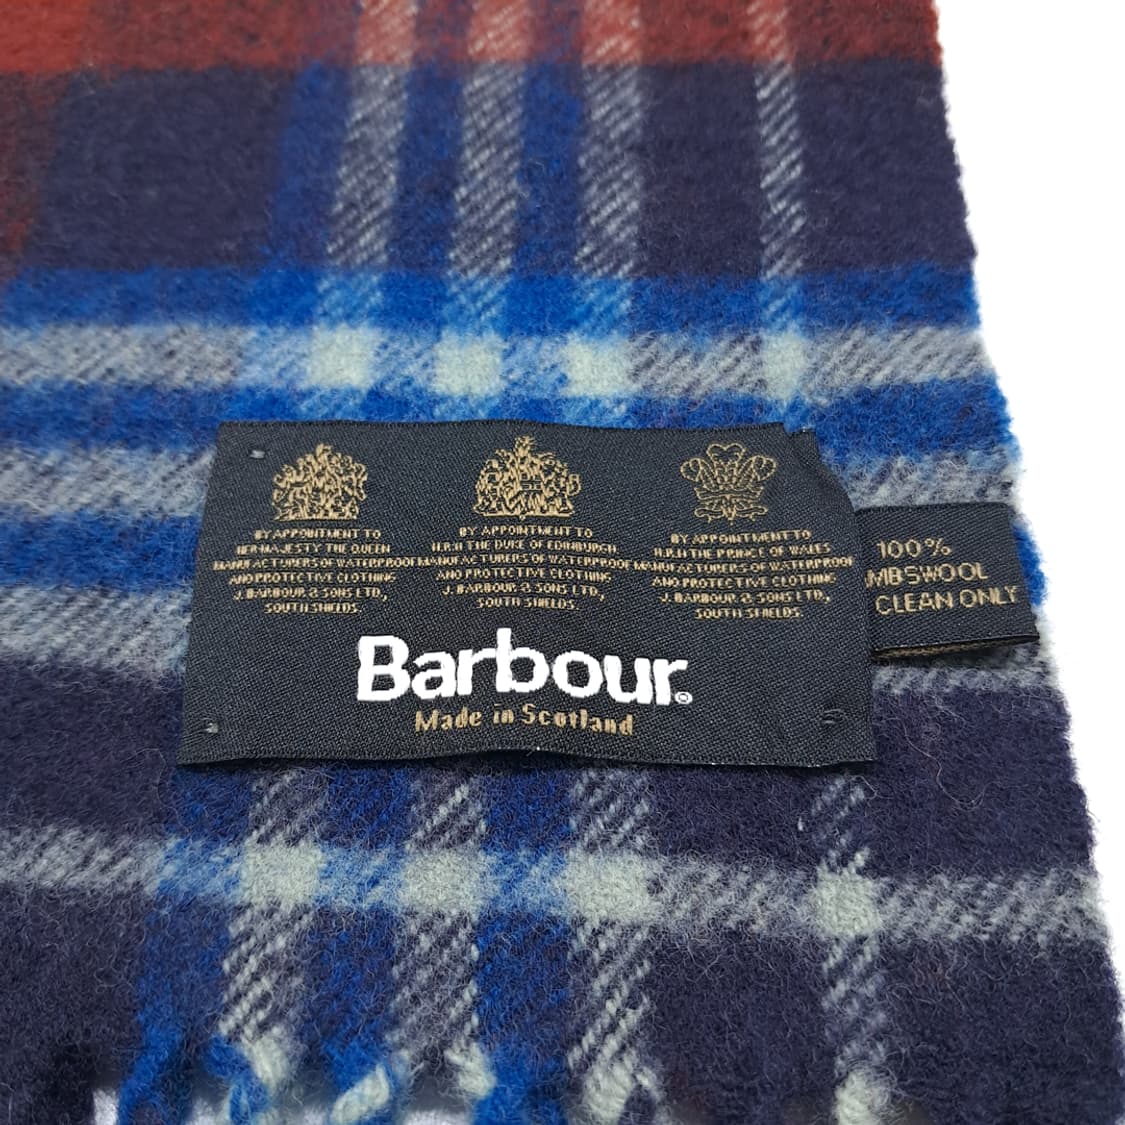 BY APPOINTMENT TO
HER MAJESTY THE QUEEN
MANUFACTURERS OF WATERPROOF
AND PROTECTIVE CLOTHING
J. BARBOUR & SONS LTD.,
SOUTH SHIELDS.
BY APPOINTMENT TO
H.R.H THE DUKE OF EDINBURGH.
MANUFACTURERS OF WATERPROOF
AND PROTECTIVE CLOTHING
J. BARBOUR & SONS LTD.,
SOUTH SHIELDS.
BY APPOINTMENT TO
H.R.H THE PRINCE OF WALES
MANUFACTURERS OF WATERPROOF
AND PROTECTIVE CLOTHING
J. BARBOUR & SONS LTD.,
SOUTH SHIELDS.
Barbour®
Made in Scotland
100%
MBSWOOL
CLEAN ONLY